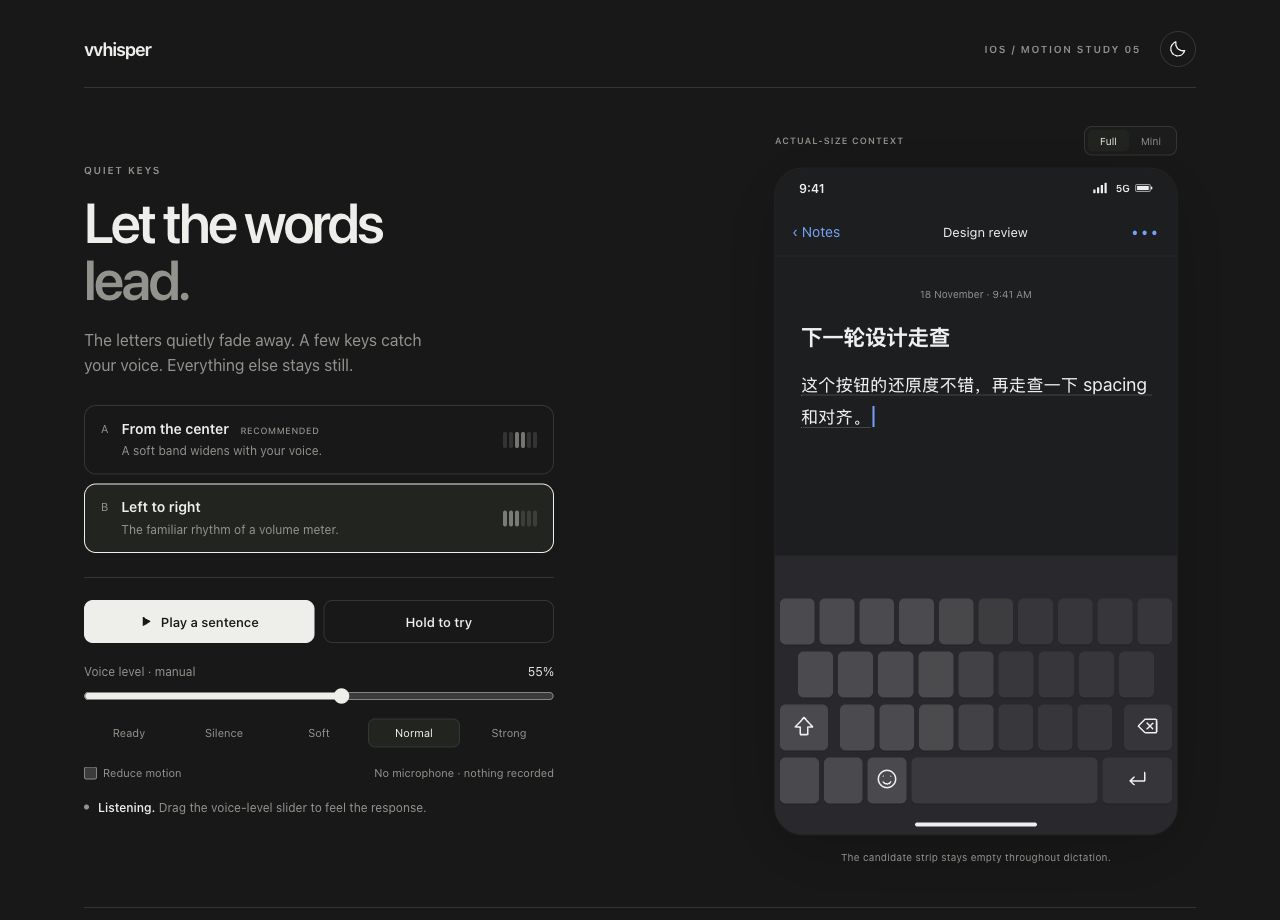 vvhisper
IOS / MOTION STUDY 05
QUIET KEYS
Let the words
lead.
The letters quietly fade away. A few keys catch
your voice. Everything else stays still.
A From the center RECOMMENDED
A soft band widens with your voice.
B Left to right
The familiar rhythm of a volume meter.
Play a sentence
Hold to try
Voice level · manual 55%
Ready Silence Soft Normal Strong
Reduce motion
No microphone · nothing recorded
Listening. Drag the voice-level slider to feel the response.
ACTUAL-SIZE CONTEXT
Full Mini
9:41 5G
‹ Notes Design review
18 November · 9:41 AM
下一轮设计走查
这个按钮的还原度不错，再走查一下 spacing
和对齐。
The candidate strip stays empty throughout dictation.